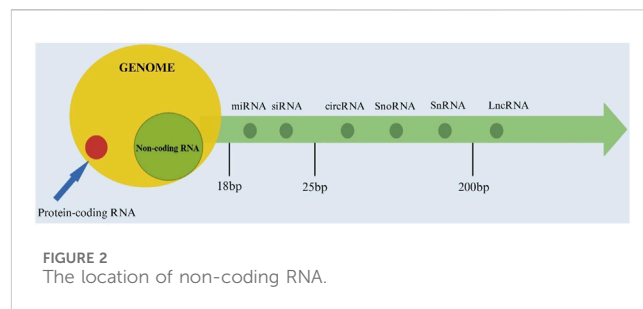 GENOME
miRNA siRNA circRNA SnoRNA SnRNA LncRNA
Non-coding RNA
18bp 25bp 200bp
Protein-coding RNA
FIGURE 2
The location of non-coding RNA.